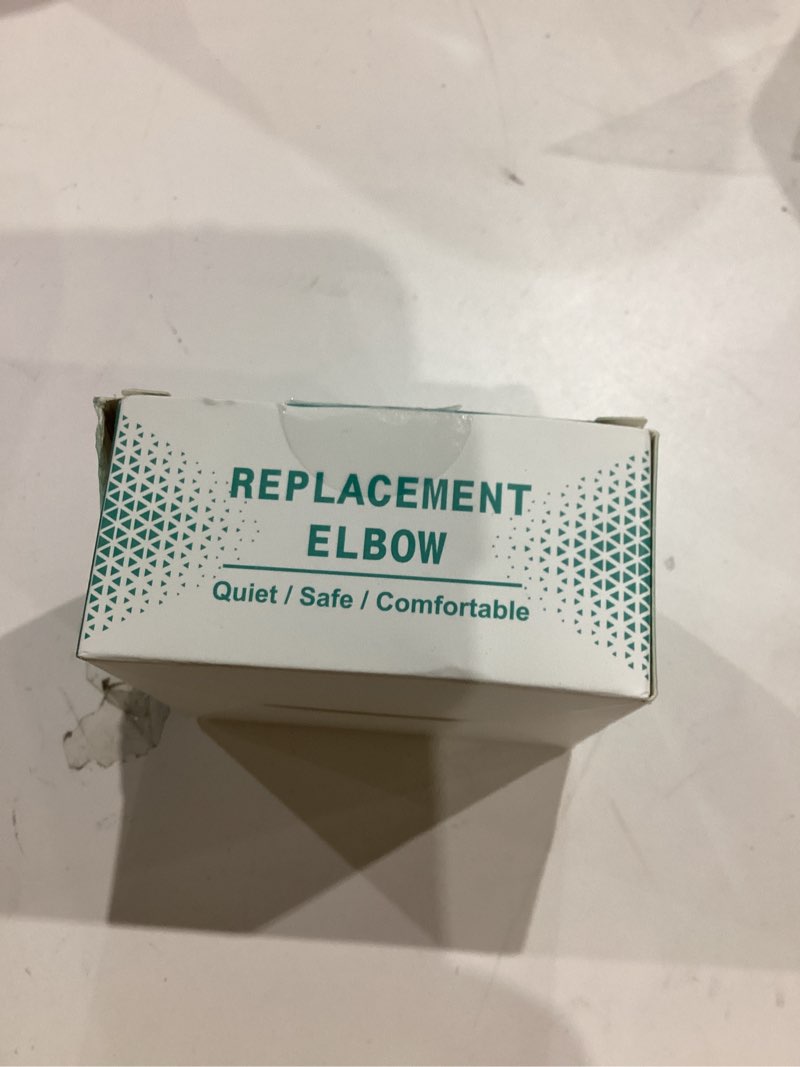 REPLACEMENT
ELBOW
Quiet / Safe / Comfortable